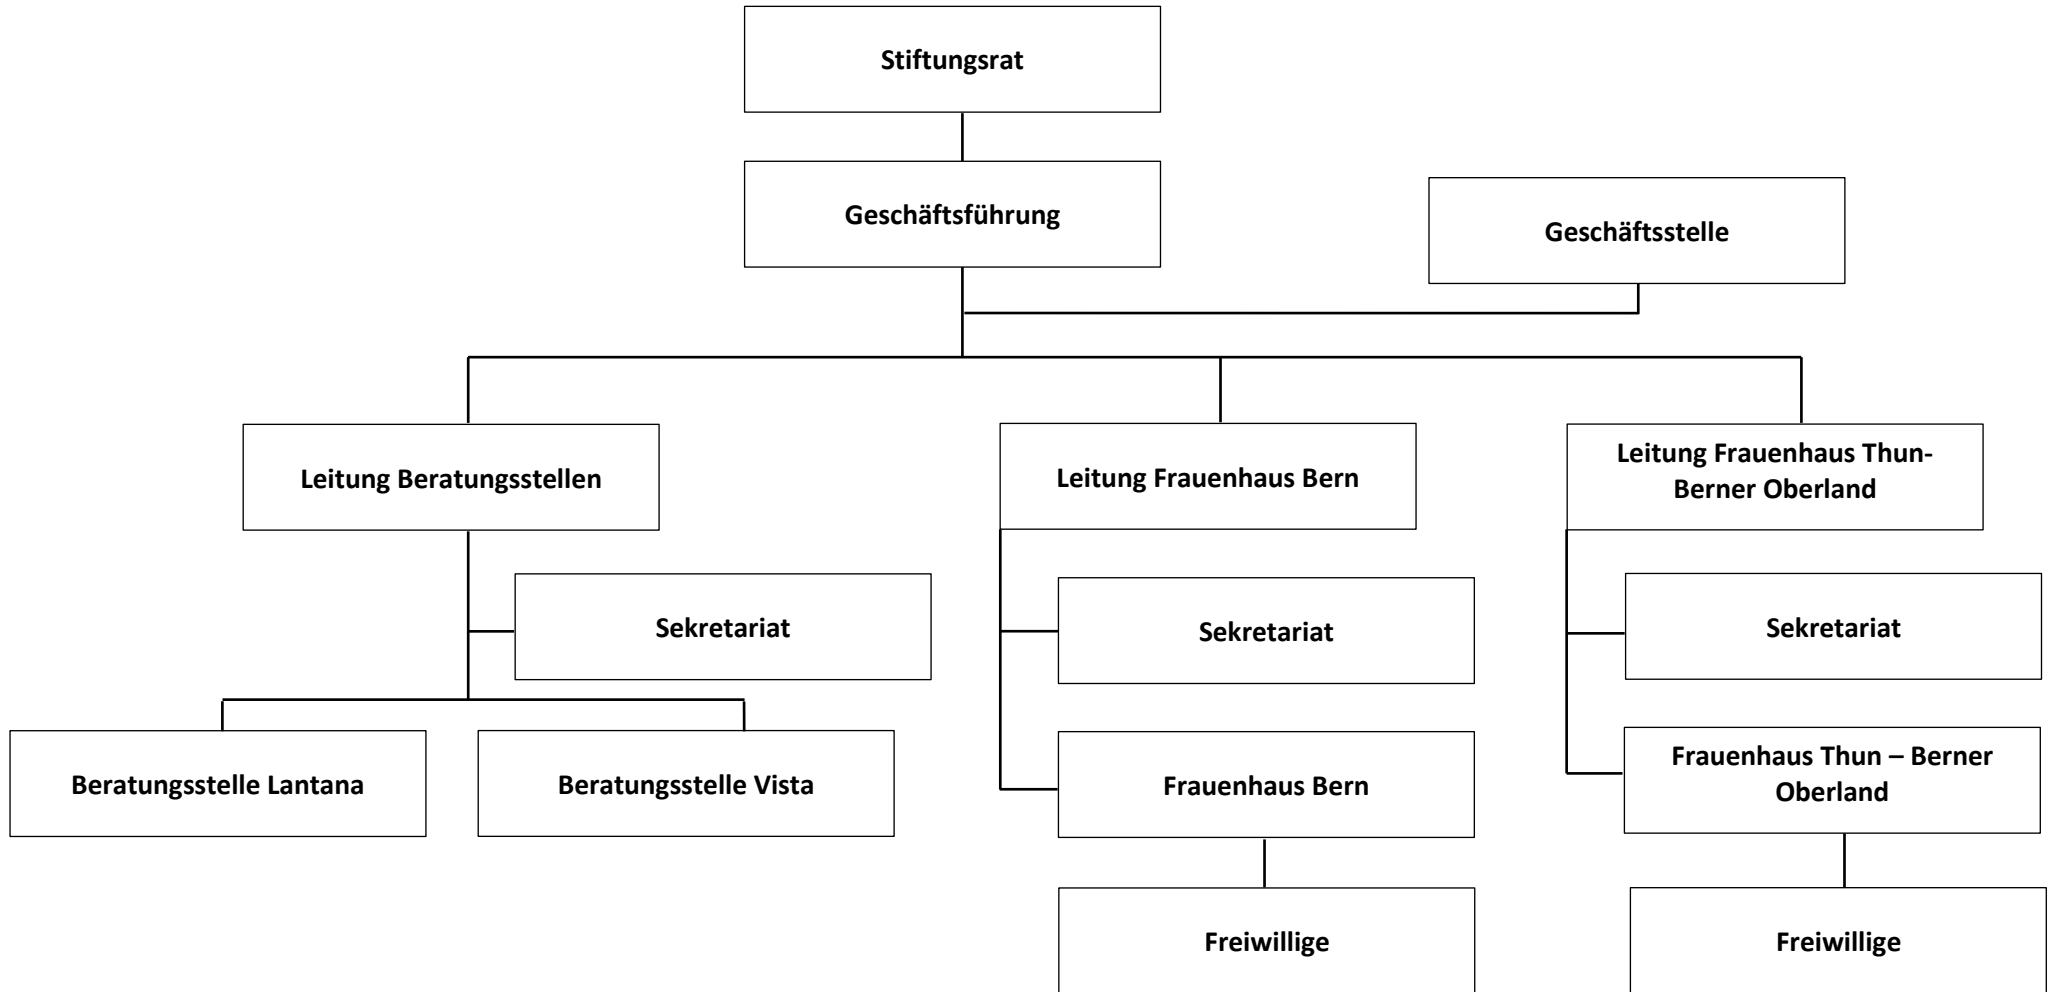 Stiftungsrat
Geschäftsführung
Geschäftsstelle
Leitung Beratungsstellen
Leitung Frauenhaus Bern
Leitung Frauenhaus Thun-
Berner Oberland
Sekretariat
Sekretariat
Sekretariat
Beratungsstelle Lantana
Beratungsstelle Vista
Frauenhaus Bern
Frauenhaus Thun – Berner
Oberland
Freiwillige
Freiwillige